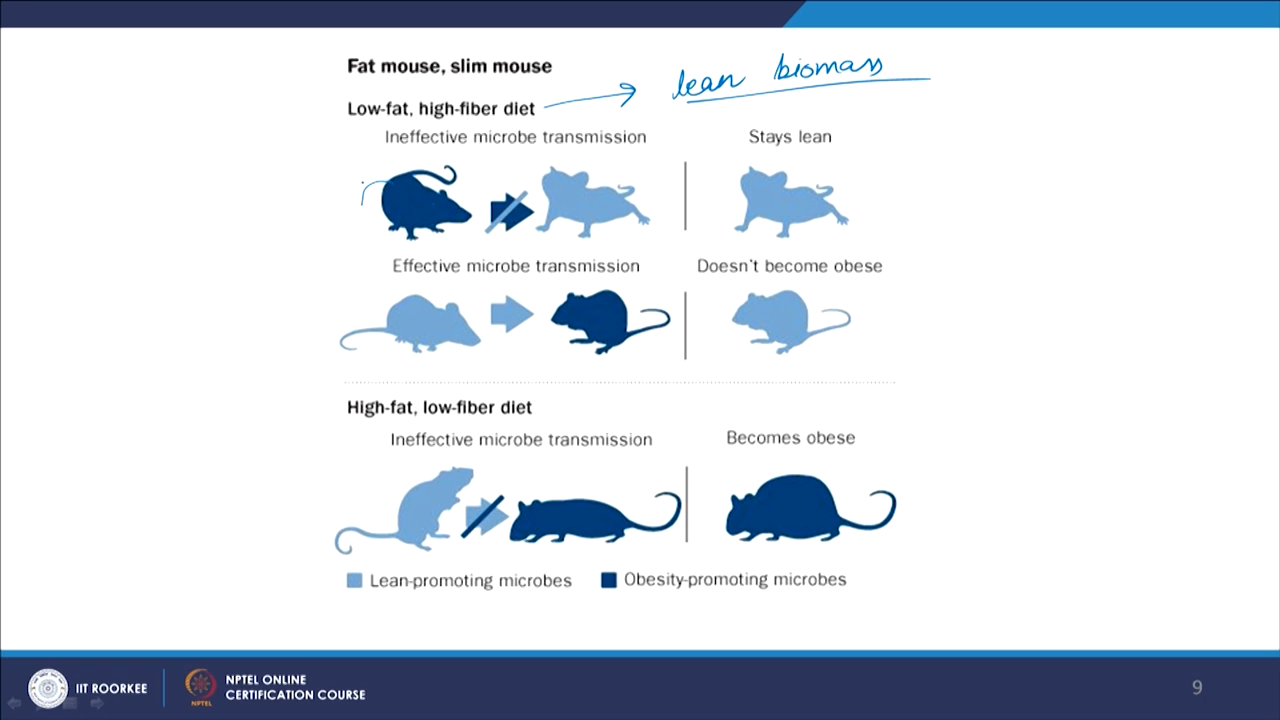 Fat mouse, slim mouse
lean biomass
Low-fat, high-fiber diet
Ineffective microbe transmission
Stays lean
Effective microbe transmission
Doesn't become obese
High-fat, low-fiber diet
Ineffective microbe transmission
Becomes obese
Lean-promoting microbes
Obesity-promoting microbes
IIT ROORKEE
NPTEL
NPTEL ONLINE
CERTIFICATION COURSE
9